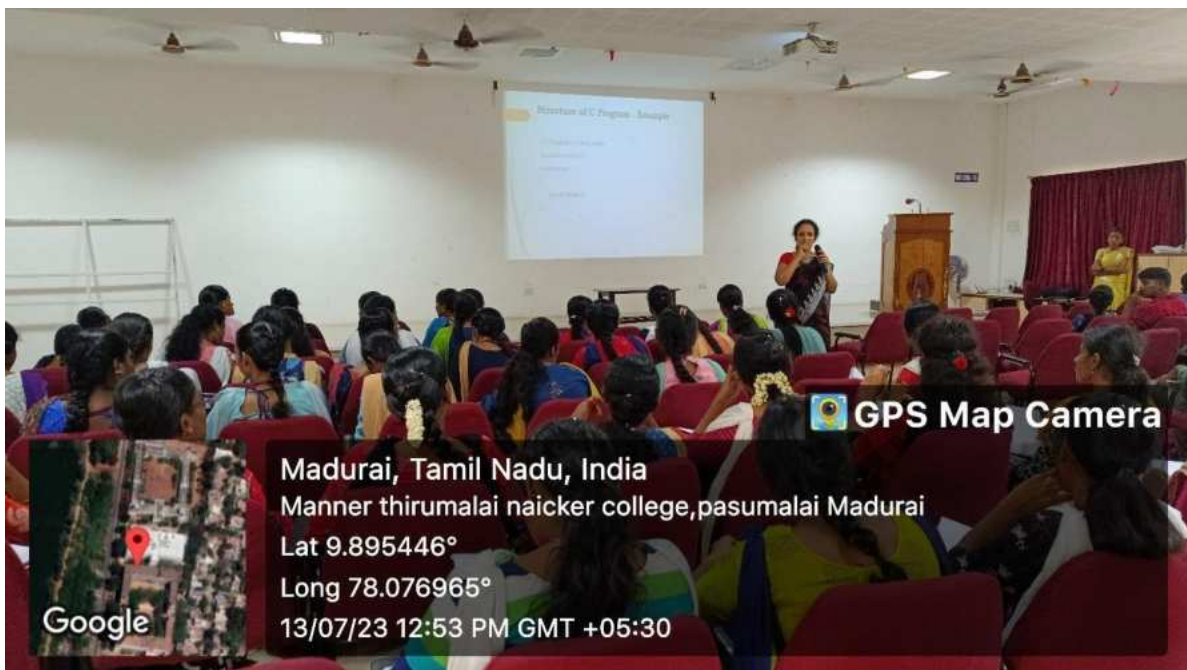 Structure of C Program - Example
GPS Map Camera
Madurai, Tamil Nadu, India
Manner thirumalai naicker college,pasumalai Madurai
Lat 9.895446°
Long 78.076965°
13/07/23 12:53 PM GMT +05:30
Google